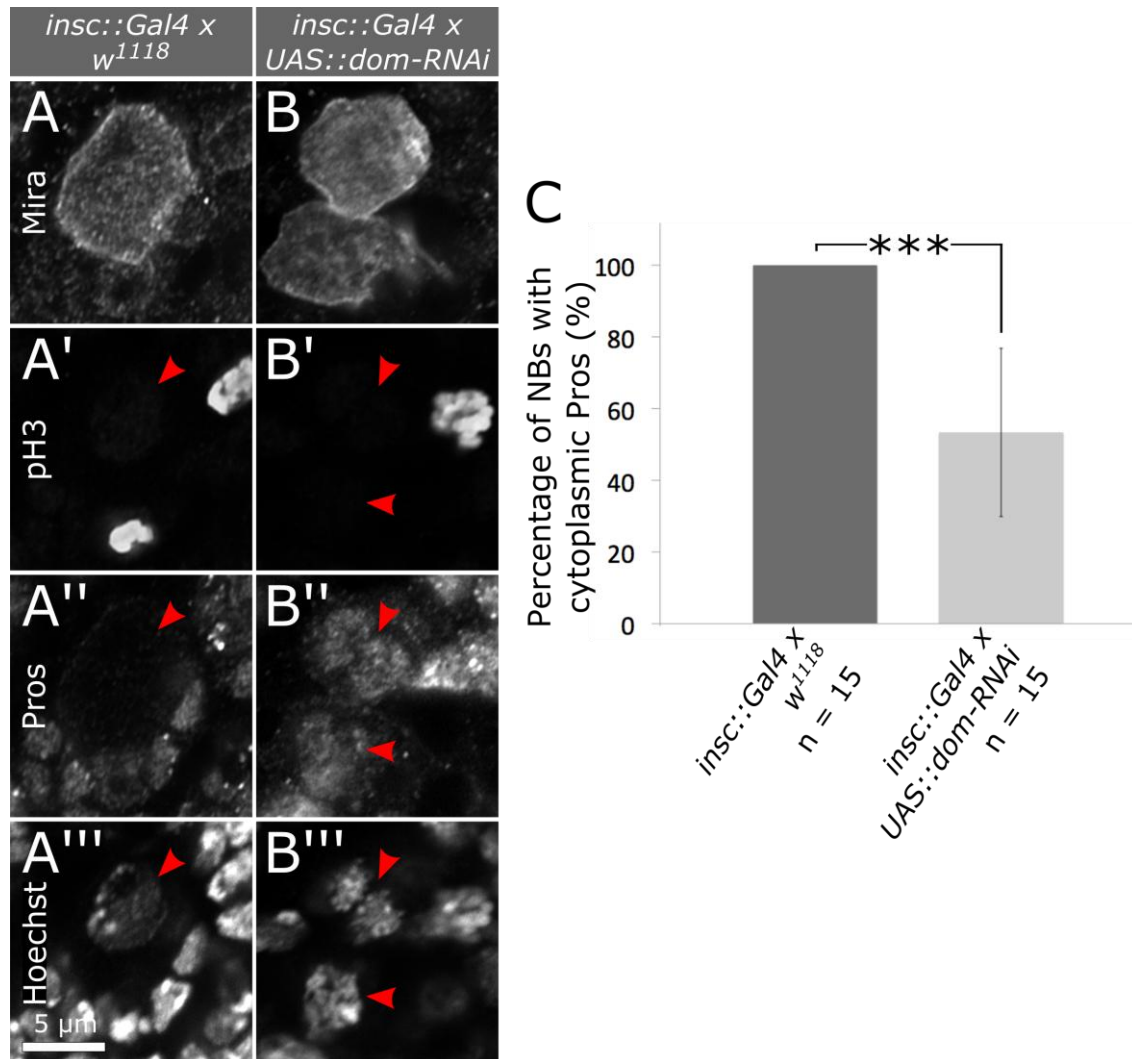 insc::Gal4 x
w1118
insc::Gal4 x
UAS::dom-RNAi
A
Mira
B
A'
pH3
B'
A''
Pros
B''
A'''
Hoechst
5 μm
B'''
C
Percentage of NBs with
cytoplasmic Pros (%)
100
80
60
40
20
0
***
insc::Gal4 x
w1118
n = 15
insc::Gal4 x
UAS::dom-RNAi
n = 15